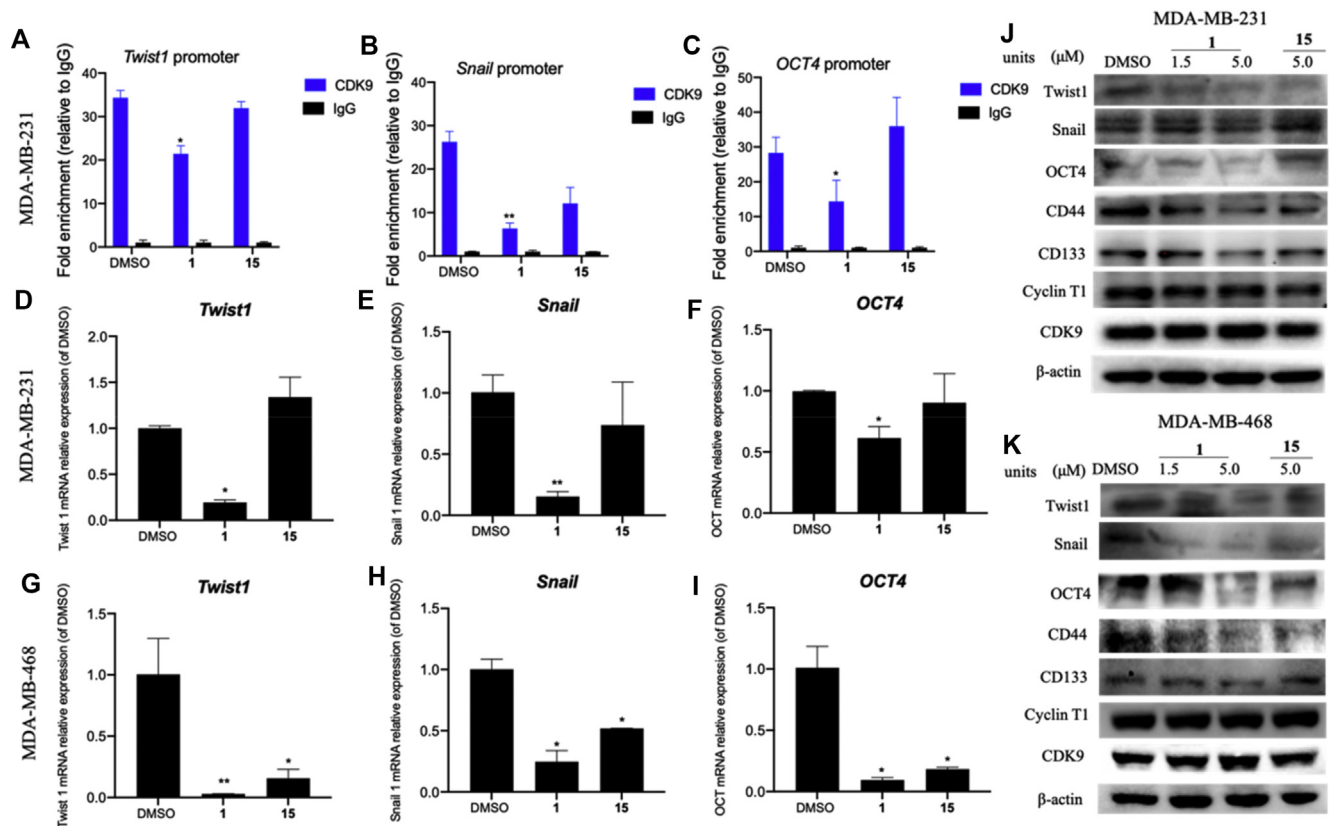 A
Twist1 promoter
Fold enrichment (relative to IgG)
40
30
20
10
0
*
DMSO
1
15
CDK9
IgG
B
Snail promoter
Fold enrichment (relative to IgG)
40
30
20
10
0
**
DMSO
1
15
CDK9
IgG
C
OCT4 promoter
Fold enrichment (relative to IgG)
50
40
30
20
10
0
*
DMSO
1
15
CDK9
IgG
MDA-MB-231
D
Twist1
Twist 1 mRNA relative expression (of DMSO)
2.0
1.5
1.0
0.5
0.0
*
DMSO
1
15
E
Snail
Snail 1 mRNA relative expression (of DMSO)
1.5
1.0
0.5
0.0
**
DMSO
1
15
F
OCT4
OCT mRNA relative expression (of DMSO)
1.5
1.0
0.5
0.0
*
DMSO
1
15
MDA-MB-231
G
Twist1
Twist 1 mRNA relative expression (of DMSO)
1.5
1.0
0.5
0.0
**
*
DMSO
1
15
H
Snail
Snail 1 mRNA relative expression (of DMSO)
1.5
1.0
0.5
0.0
*
*
DMSO
1
15
I
OCT4
OCT mRNA relative expression (of DMSO)
1.5
1.0
0.5
0.0
*
*
DMSO
1
15
MDA-MB-468
J
MDA-MB-231
1 15
units (μM) DMSO 1.5 5.0 5.0
Twist1
Snail
OCT4
CD44
CD133
Cyclin T1
CDK9
β-actin
K
MDA-MB-468
1 15
units (μM) DMSO 1.5 5.0 5.0
Twist1
Snail
OCT4
CD44
CD133
Cyclin T1
CDK9
β-actin